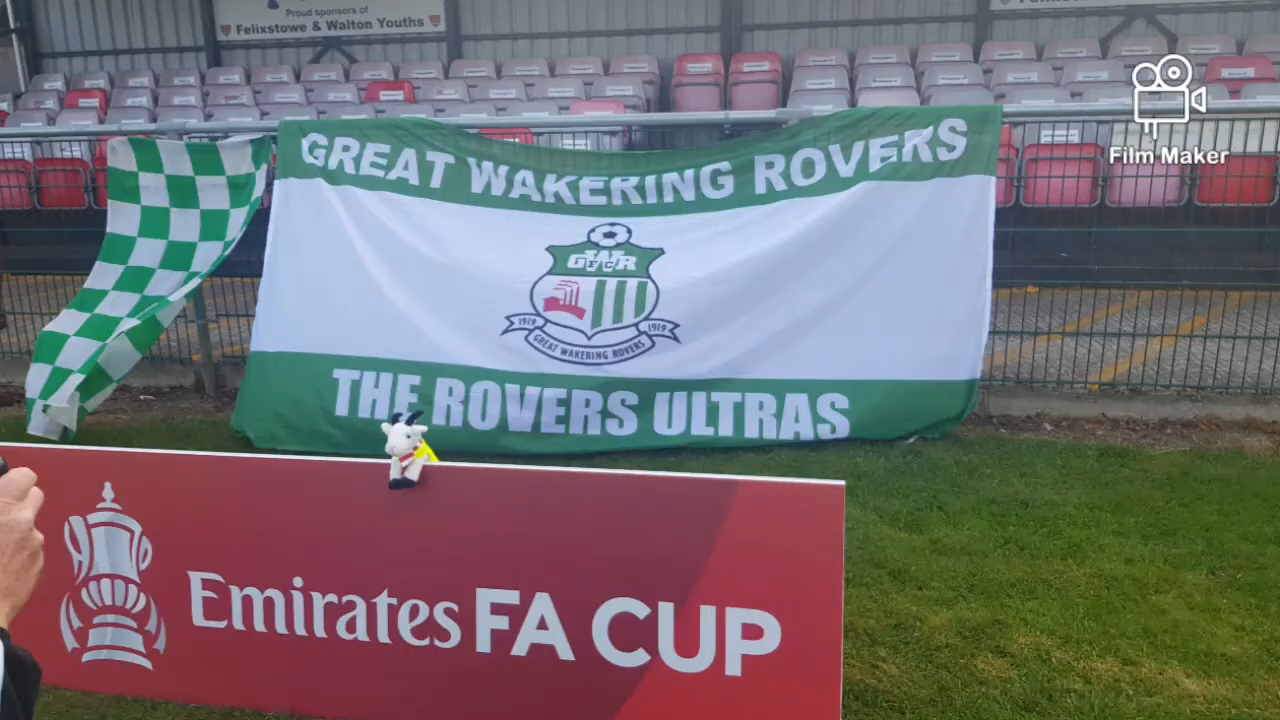 Proud sponsors of
Felixstowe & Walton Youths
Film Maker
GREAT WAKERING ROVERS
GWR
FC
1919 1919
GREAT WAKERING ROVERS
THE ROVERS ULTRAS
Emirates FA CUP